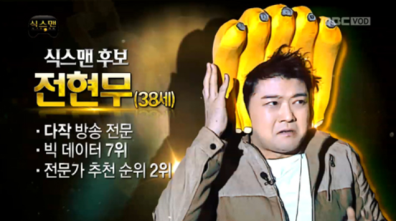 식스맨
MBC VOD
식스맨 후보
전현무(38세)
· 다작 방송 전문
· 빅 데이터 7위
· 전문가 추천 순위 2위